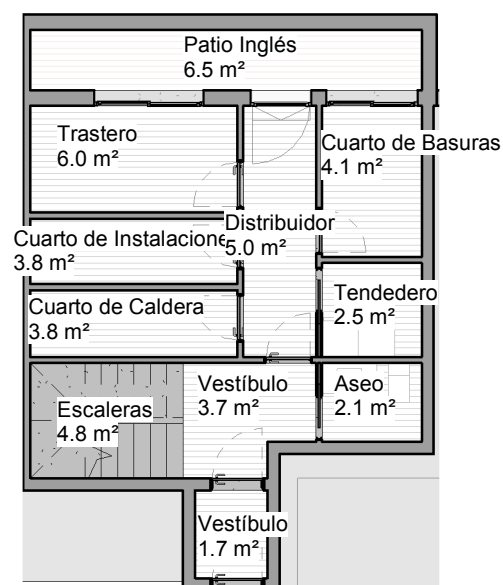 Patio Inglés
6.5 m²
Trastero
6.0 m²
Cuarto de Basuras
4.1 m²
Distribuidor
5.0 m²
Cuarto de Instalacione
3.8 m²
Cuarto de Caldera
3.8 m²
Tendedero
2.5 m²
Vestíbulo
3.7 m²
Aseo
2.1 m²
Escaleras
4.8 m²
Vestíbulo
1.7 m²